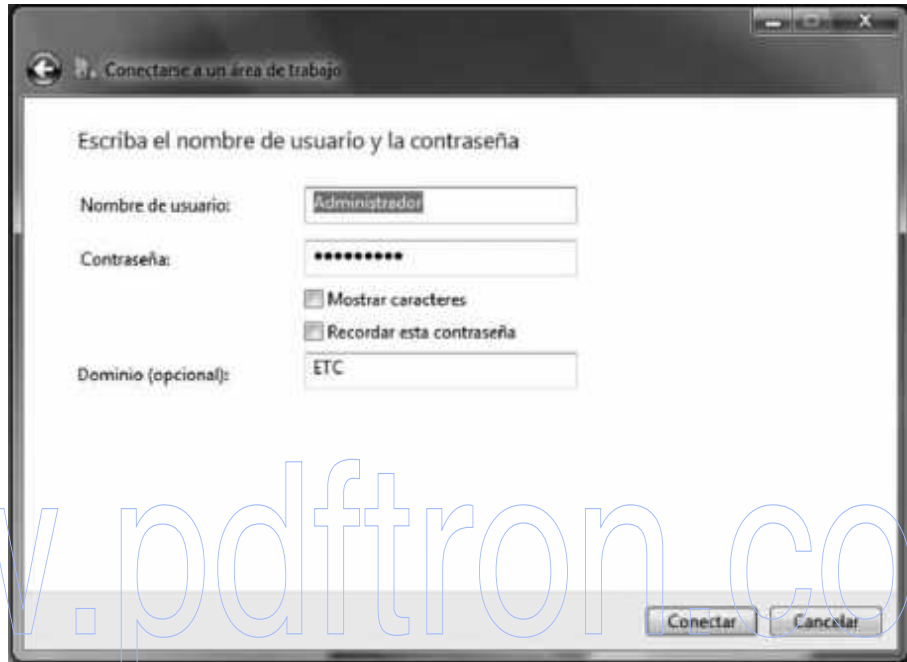 Conectarse a un área de trabajo
Escriba el nombre de usuario y la contraseña
Nombre de usuario: Administrador
Contraseña: •••••••••
Mostrar caracteres
Recordar esta contraseña
Dominio (opcional): ETC
w.pdftron.co
Conectar Cancelar